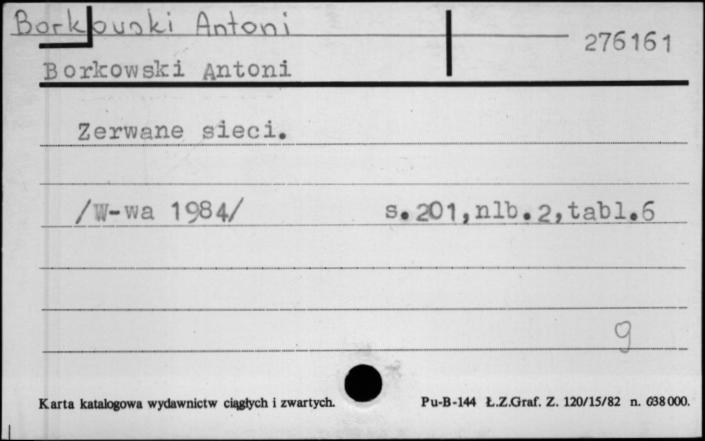 Borkowski Antoni
276161
Borkowski Antoni
Zerwane sieci.
/W-wa 1984/ s.201,nlb.2,tabl.6
9
Karta katalogowa wydawnictw ciągłych i zwartych. Pu-B-144 Ł.Z.Graf. Z. 120/15/82 n. 638000.